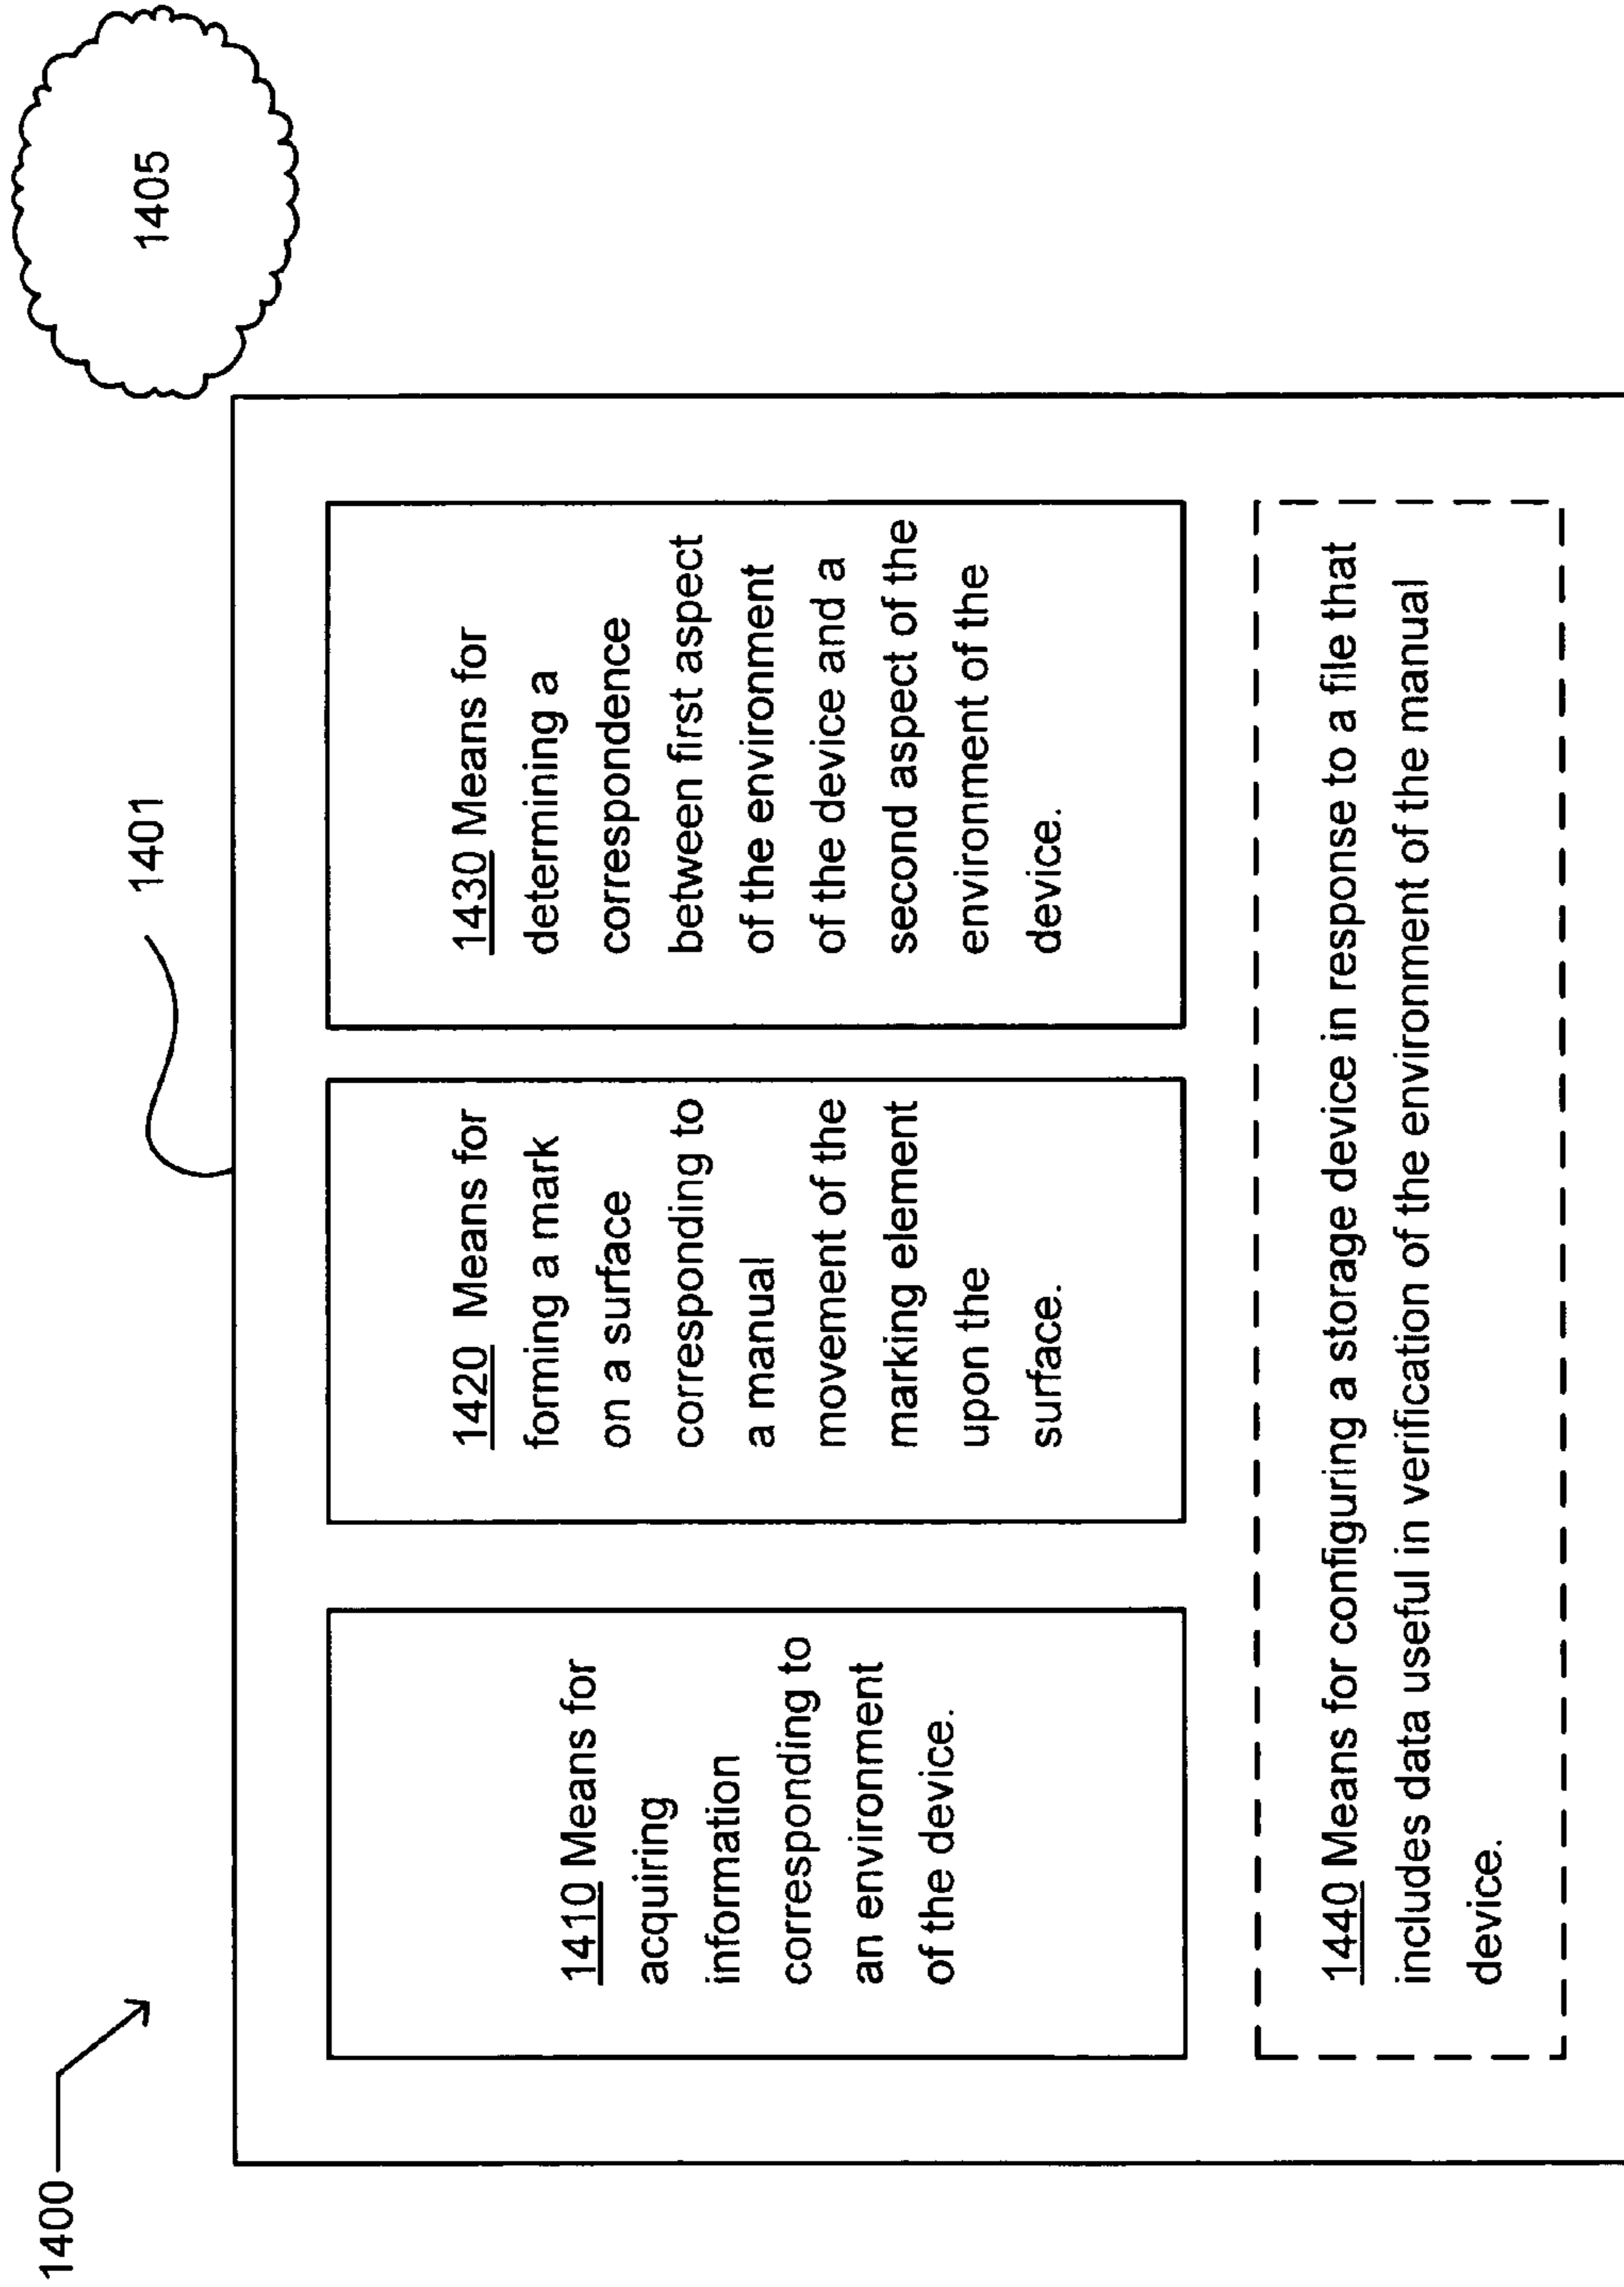 1400
1401
1405
1410 Means for
acquiring
information
corresponding to
an environment
of the device.
1420 Means for
forming a mark
on a surface
corresponding to
a manual
movement of the
marking element
upon the
surface.
1430 Means for
determining a
correspondence
between first aspect
of the environment
of the device and a
second aspect of the
environment of the
device.
1440 Means for configuring a storage device in response to a file that
includes data useful in verification of the environment of the manual
device.